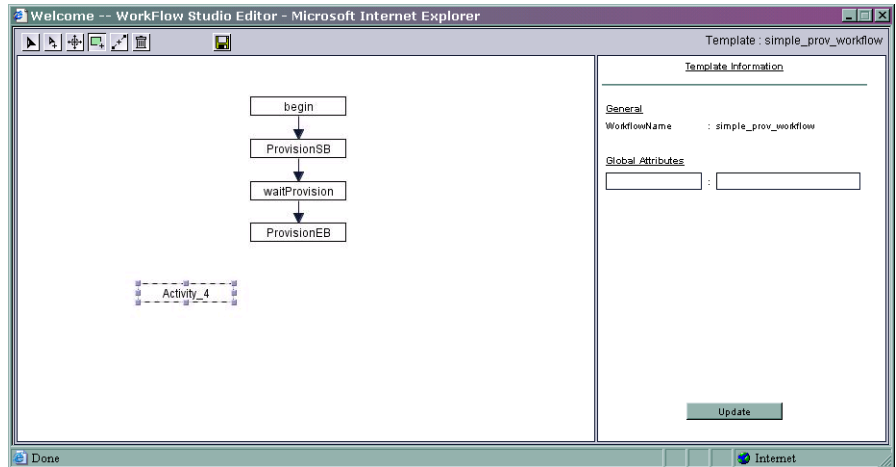 Welcome -- WorkFlow Studio Editor - Microsoft Internet Explorer
Template : simple_prov_workflow
begin
ProvisionSB
waitProvision
ProvisionEB
Activity_4
Template Information
General
WorkflowName : simple_prov_workflow
Global Attributes
:
Update
Done
Internet